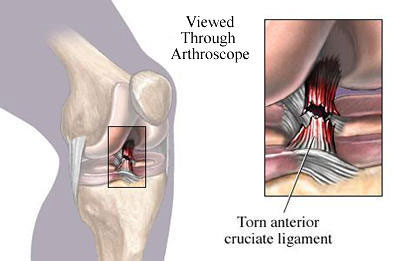 Viewed
Through
Arthroscope
Torn anterior
cruciate ligament